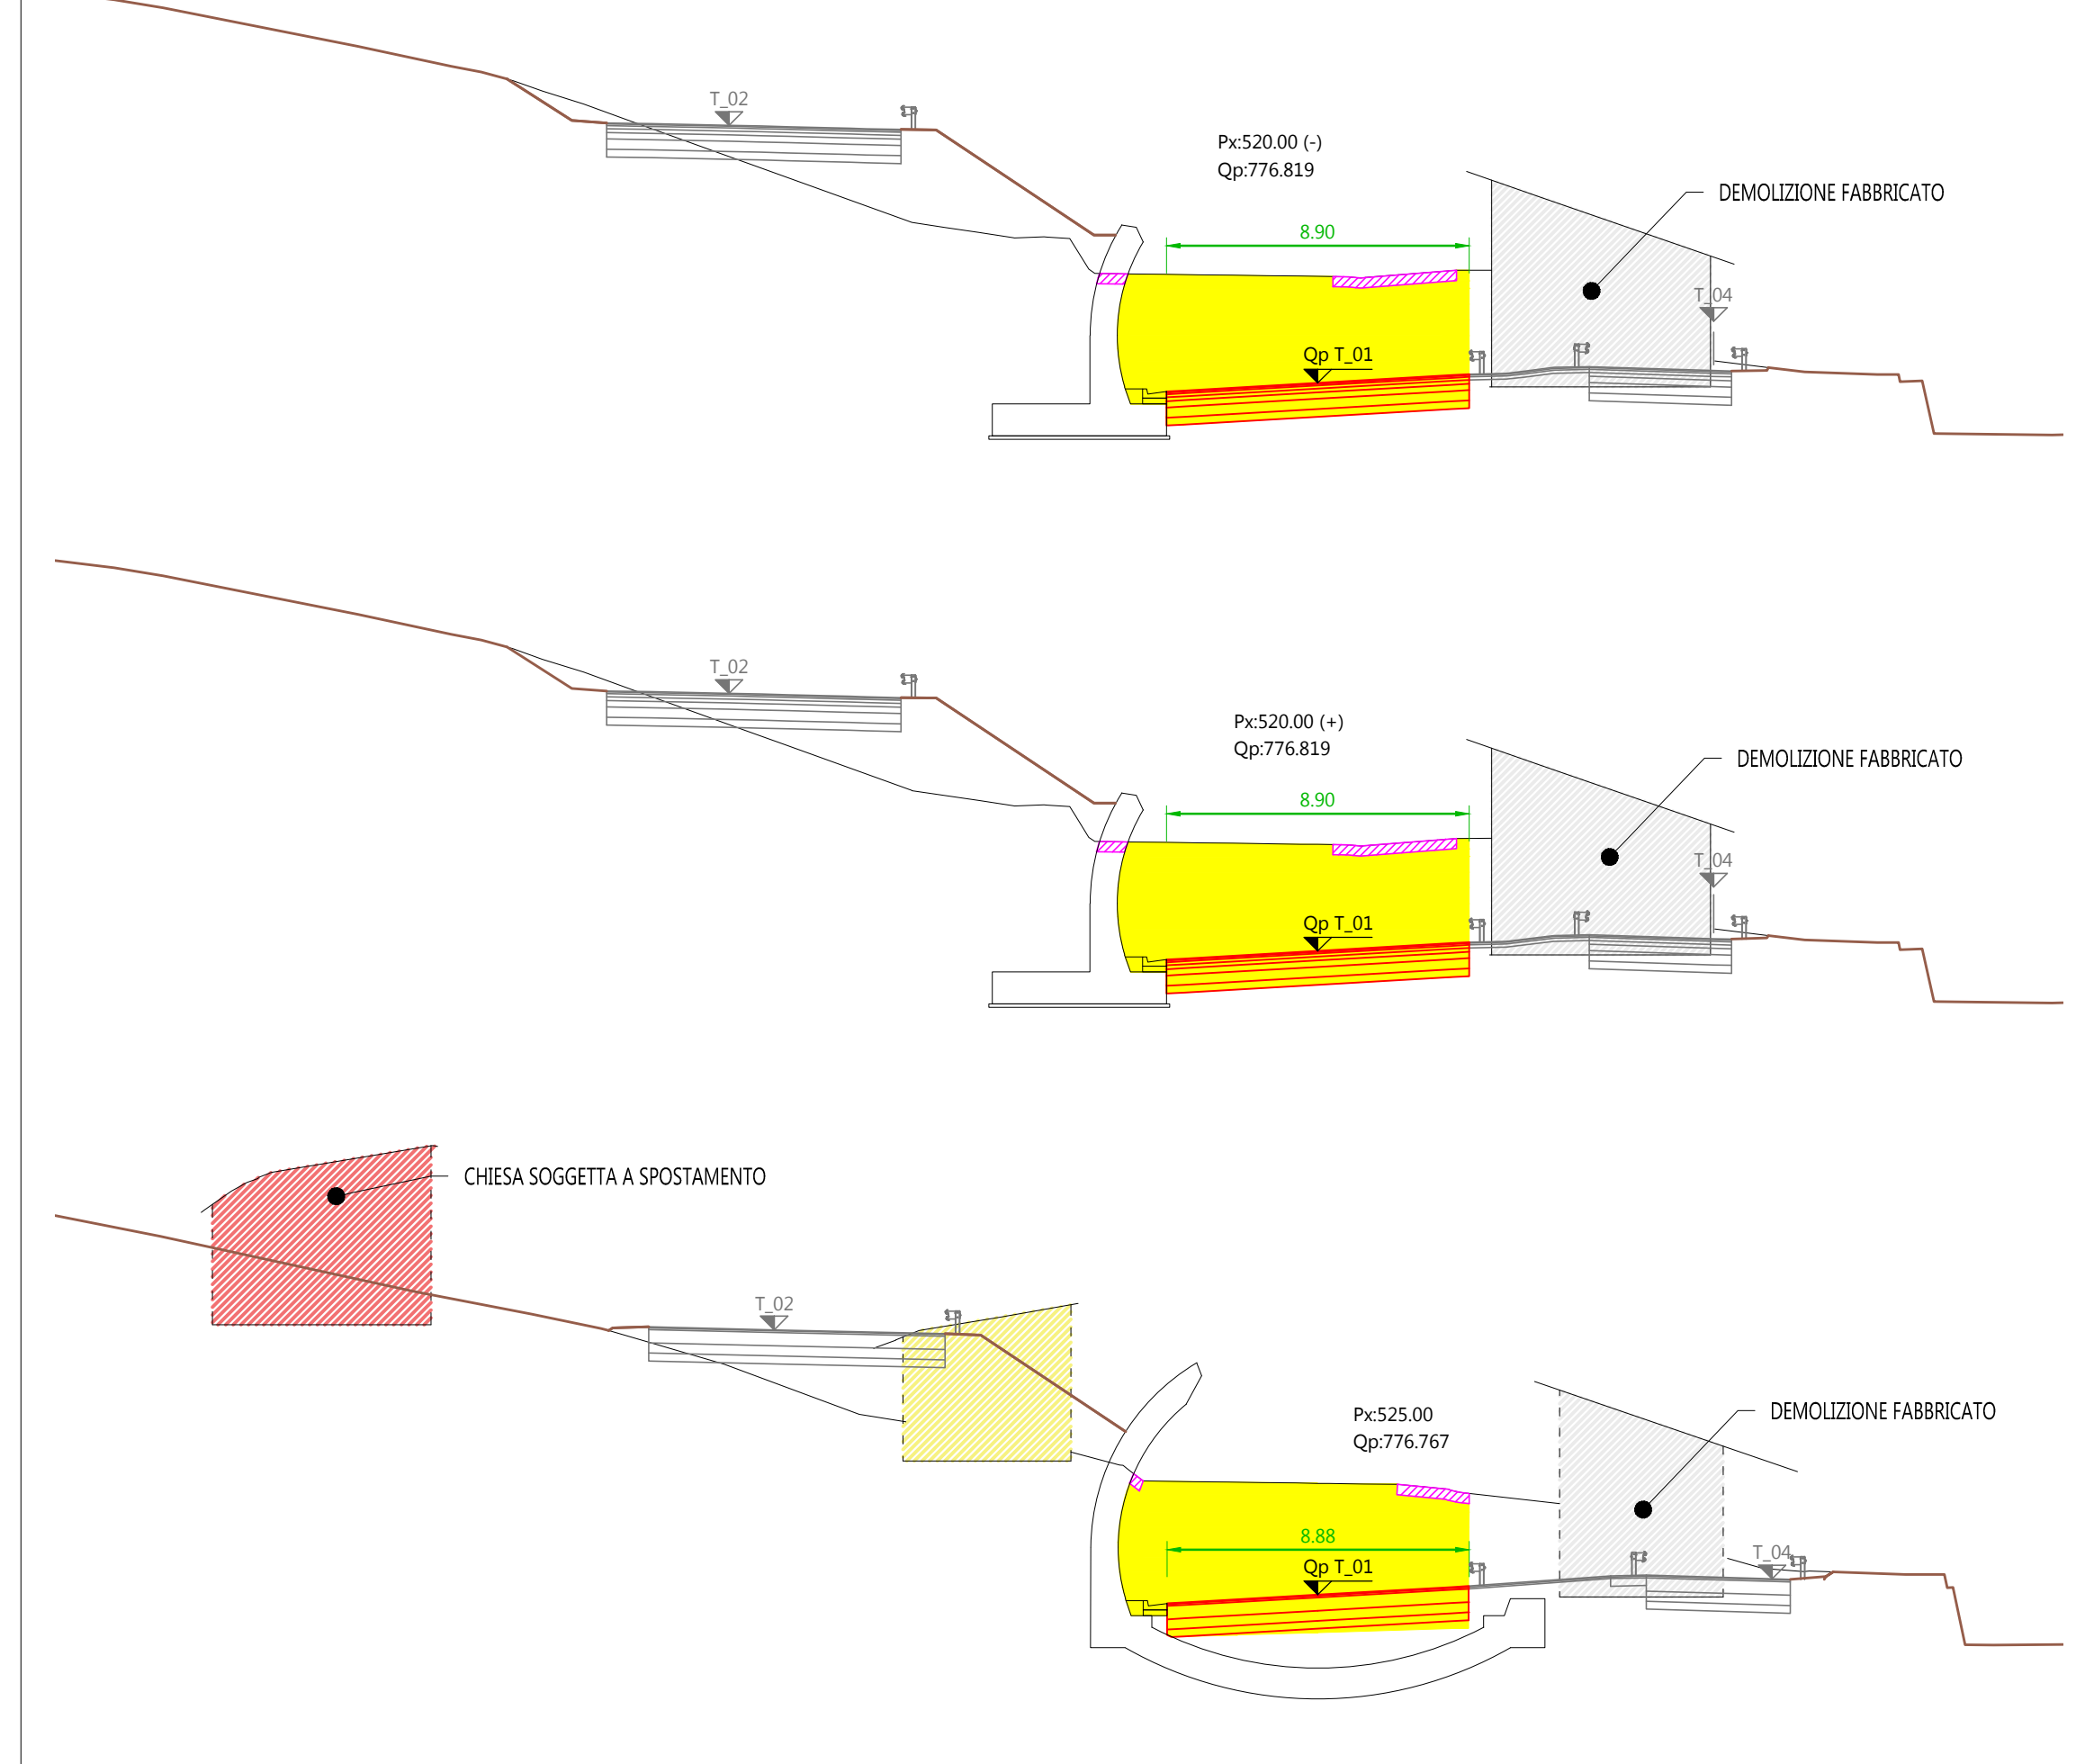 T_02
Px:520.00 (-)
Qp:776.819
DEMOLIZIONE FABBRICATO
8.90
T_04
Qp T_01
T_02
Px:520.00 (+)
Qp:776.819
DEMOLIZIONE FABBRICATO
8.90
T_04
Qp T_01
CHIESA SOGGETTA A SPOSTAMENTO
T_02
Px:525.00
Qp:776.767
DEMOLIZIONE FABBRICATO
8.88
T_04
Qp T_01